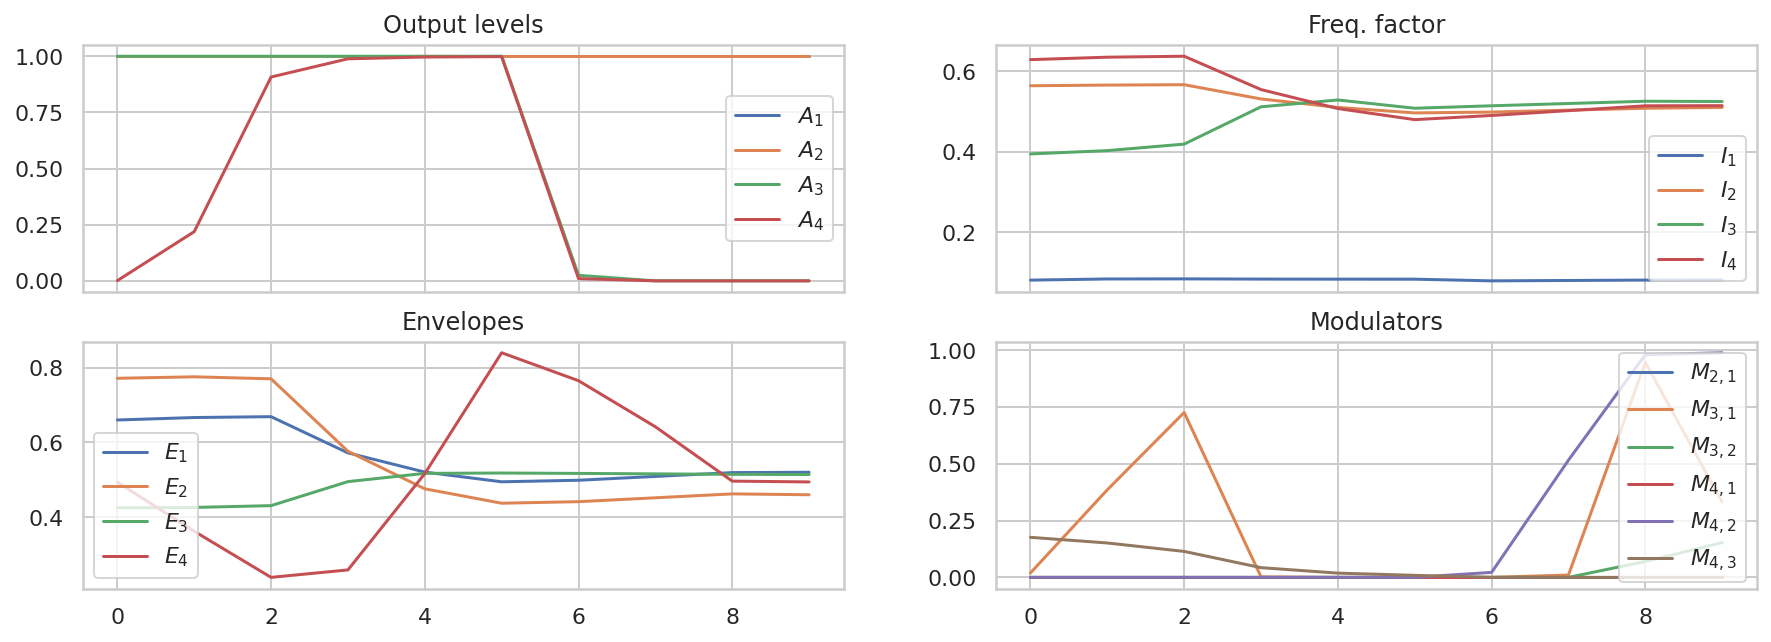 Output levels
1.00
0.75
0.50
0.25
0.00
A₁
A₂
A₃
A₄
Freq. factor
0.6
0.4
0.2
I₁
I₂
I₃
I₄
Envelopes
0.8
0.6
0.4
E₁
E₂
E₃
E₄
0 2 4 6 8
Modulators
1.00
0.75
0.50
0.25
0.00
M₂,₁
M₃,₁
M₃,₂
M₄,₁
M₄,₂
M₄,₃
0 2 4 6 8